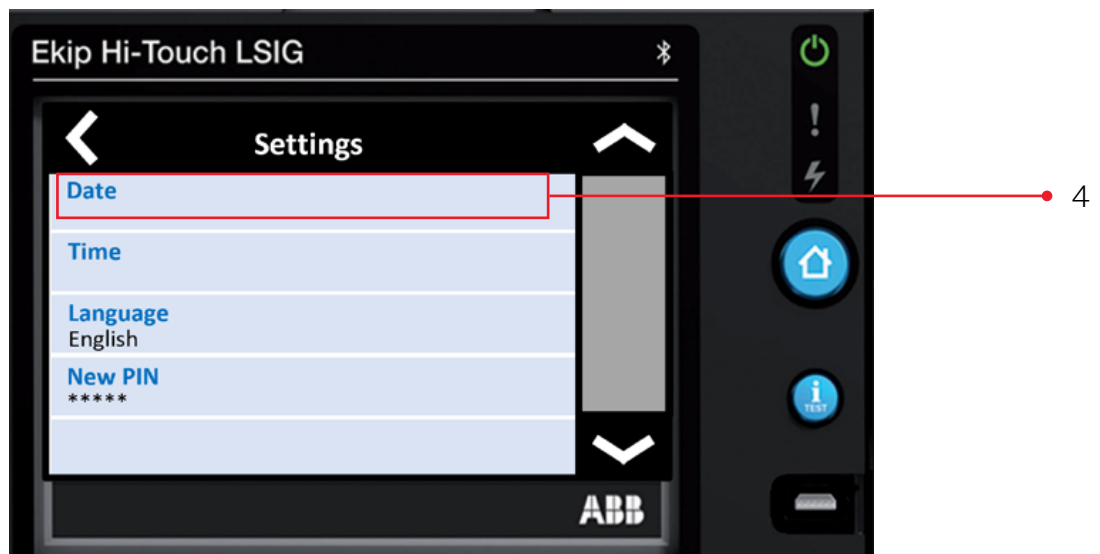 Ekip Hi-Touch LSIG
Settings
Date
4
Time
Language
English
New PIN
*****
i
TEST
ABB